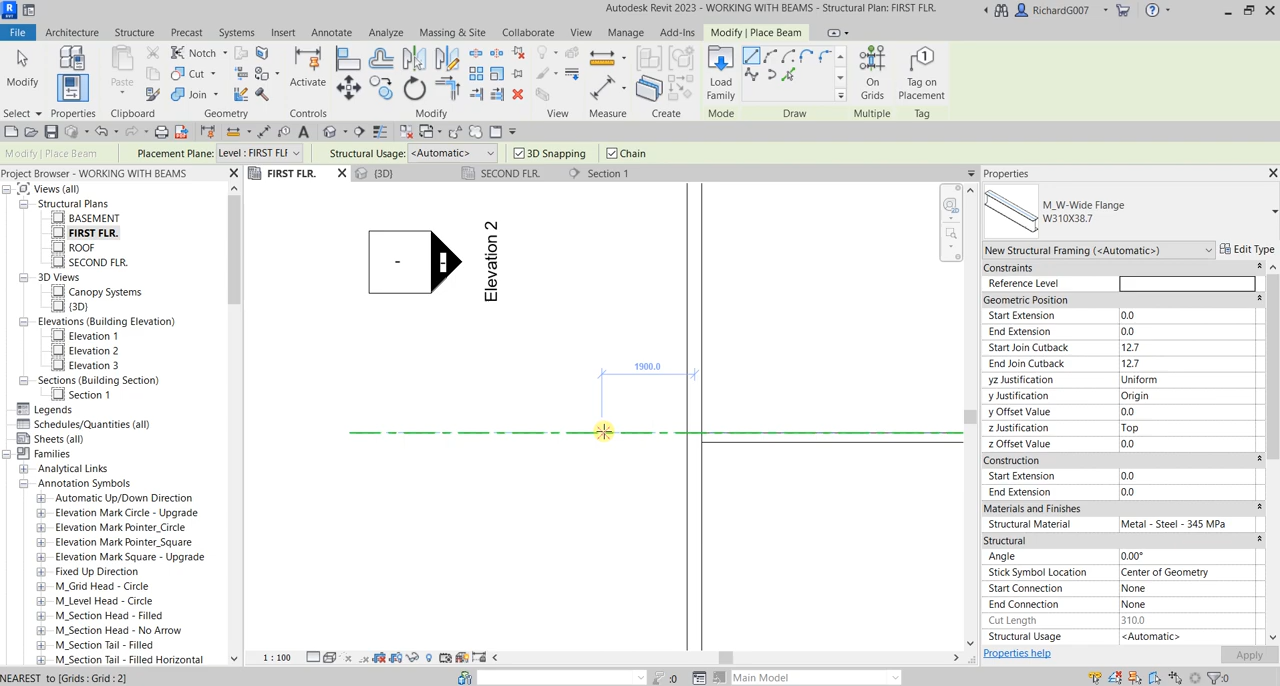 Autodesk Revit 2023 - WORKING WITH BEAMS - Structural Plan: FIRST FLR.
RichardG007
File Architecture Structure Precast Systems Insert Annotate Analyze Massing & Site Collaborate View Manage Add-Ins Modify | Place Beam
Modify
Paste
Notch
Cut
Join
Activate
Load
Family
On
Grids
Tag on
Placement
Select Properties Clipboard Geometry Controls Modify View Measure Create Mode Draw Multiple Tag
Modify | Place Beam Placement Plane: Level : FIRST FLF Structural Usage: <Automatic> 3D Snapping Chain
Project Browser - WORKING WITH BEAMS
FIRST FLR. {3D} SECOND FLR. Section 1
Views (all)
Structural Plans
BASEMENT
FIRST FLR.
ROOF
SECOND FLR.
3D Views
Canopy Systems
{3D}
Elevations (Building Elevation)
Elevation 1
Elevation 2
Elevation 3
Sections (Building Section)
Section 1
Legends
Schedules/Quantities (all)
Sheets (all)
Families
Analytical Links
Annotation Symbols
Automatic Up/Down Direction
Elevation Mark Circle - Upgrade
Elevation Mark Pointer_Circle
Elevation Mark Pointer_Square
Elevation Mark Square - Upgrade
Fixed Up Direction
M_Grid Head - Circle
M_Level Head - Circle
M_Section Head - Filled
M_Section Head - No Arrow
M_Section Tail - Filled
M_Section Tail - Filled Horizontal
Elevation 2
1900.0
1 : 100
Properties
M_W-Wide Flange
W310X38.7
New Structural Framing (<Automatic>) Edit Type
Constraints
Reference Level
Geometric Position
Start Extension 0.0
End Extension 0.0
Start Join Cutback 12.7
End Join Cutback 12.7
yz Justification Uniform
y Justification Origin
y Offset Value 0.0
z Justification Top
z Offset Value 0.0
Construction
Start Extension 0.0
End Extension 0.0
Materials and Finishes
Structural Material Metal - Steel - 345 MPa
Structural
Angle 0.00°
Stick Symbol Location Center of Geometry
Start Connection None
End Connection None
Cut Length 310.0
Structural Usage <Automatic>
Properties help Apply
NEAREST to [Grids : Grid : 2] :0 Main Model :0